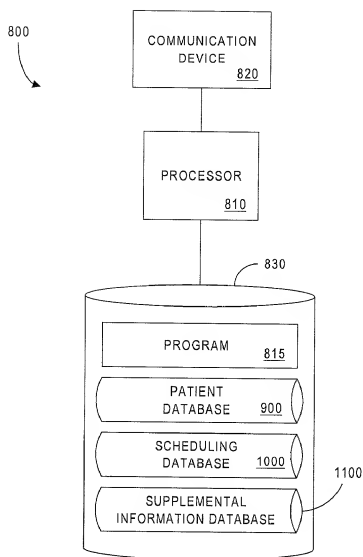 800
COMMUNICATION
DEVICE
820
PROCESSOR
810
830
PROGRAM 815
PATIENT
DATABASE 900
SCHEDULING
DATABASE 1000
1100
SUPPLEMENTAL
INFORMATION DATABASE